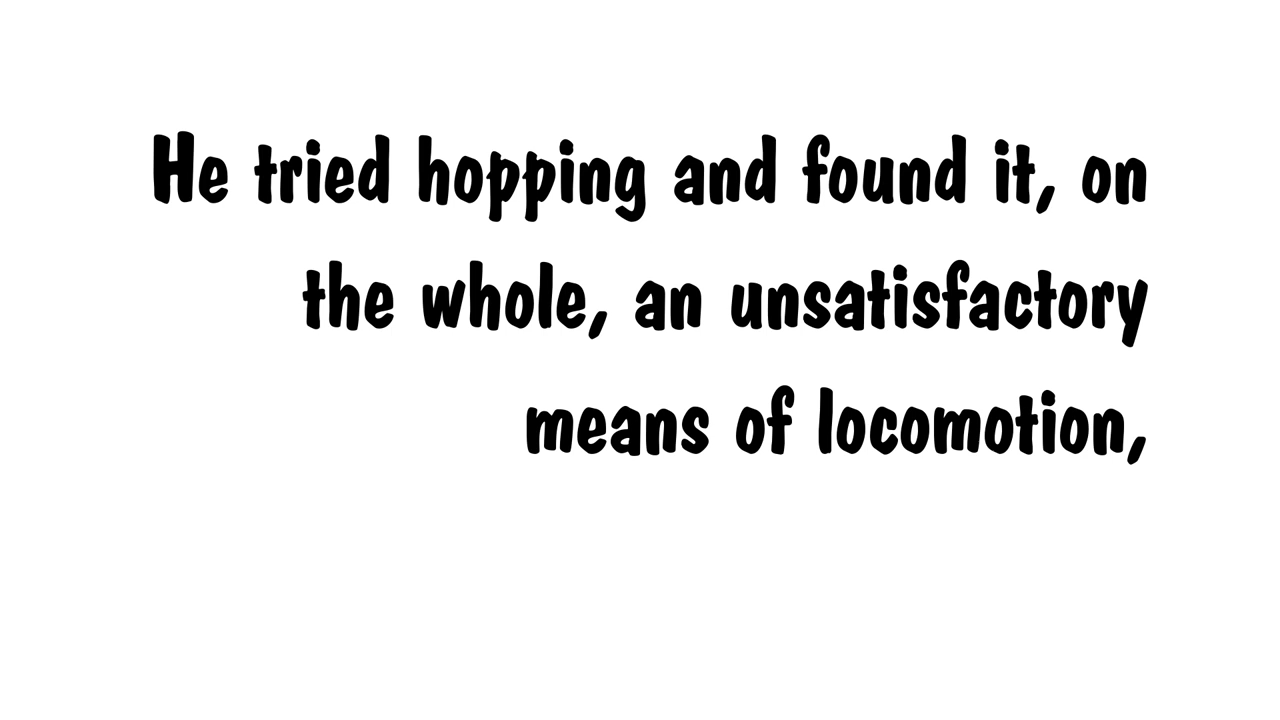 He tried hopping and found it, on
the whole, an unsatisfactory
means of locomotion,